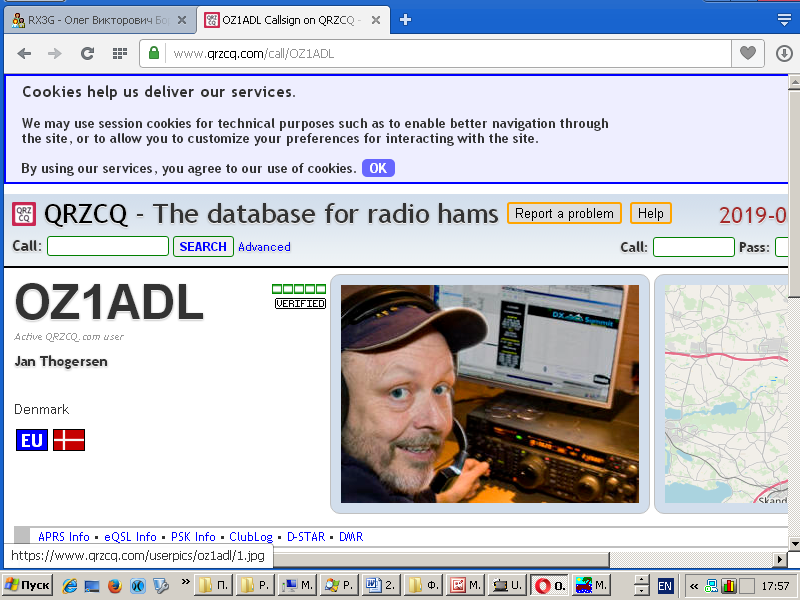 RX3G - Олег Викторович Бо
OZ1ADL Callsign on QRZCQ -
www.qrzcq.com/call/OZ1ADL
Cookies help us deliver our services.
We may use session cookies for technical purposes such as to enable better navigation through
the site, or to allow you to customize your preferences for interacting with the site.
By using our services, you agree to our use of cookies. OK
QRZ CQ QRZCQ - The database for radio hams Report a problem Help 2019-0
Call: SEARCH Advanced Call: Pass:
OZ1ADL
VERIFIED
Active QRZCQ.com user
Jan Thogersen
Denmark
EU
DX Summit
Skand
APRS Info • eQSL Info • PSK Info • ClubLog • D-STAR • DMR
https://www.qrzcq.com/userpics/oz1adl/1.jpg
Пуск » П. Р. М. Р. 2. Ф. М. U. O. М. EN « 17:57